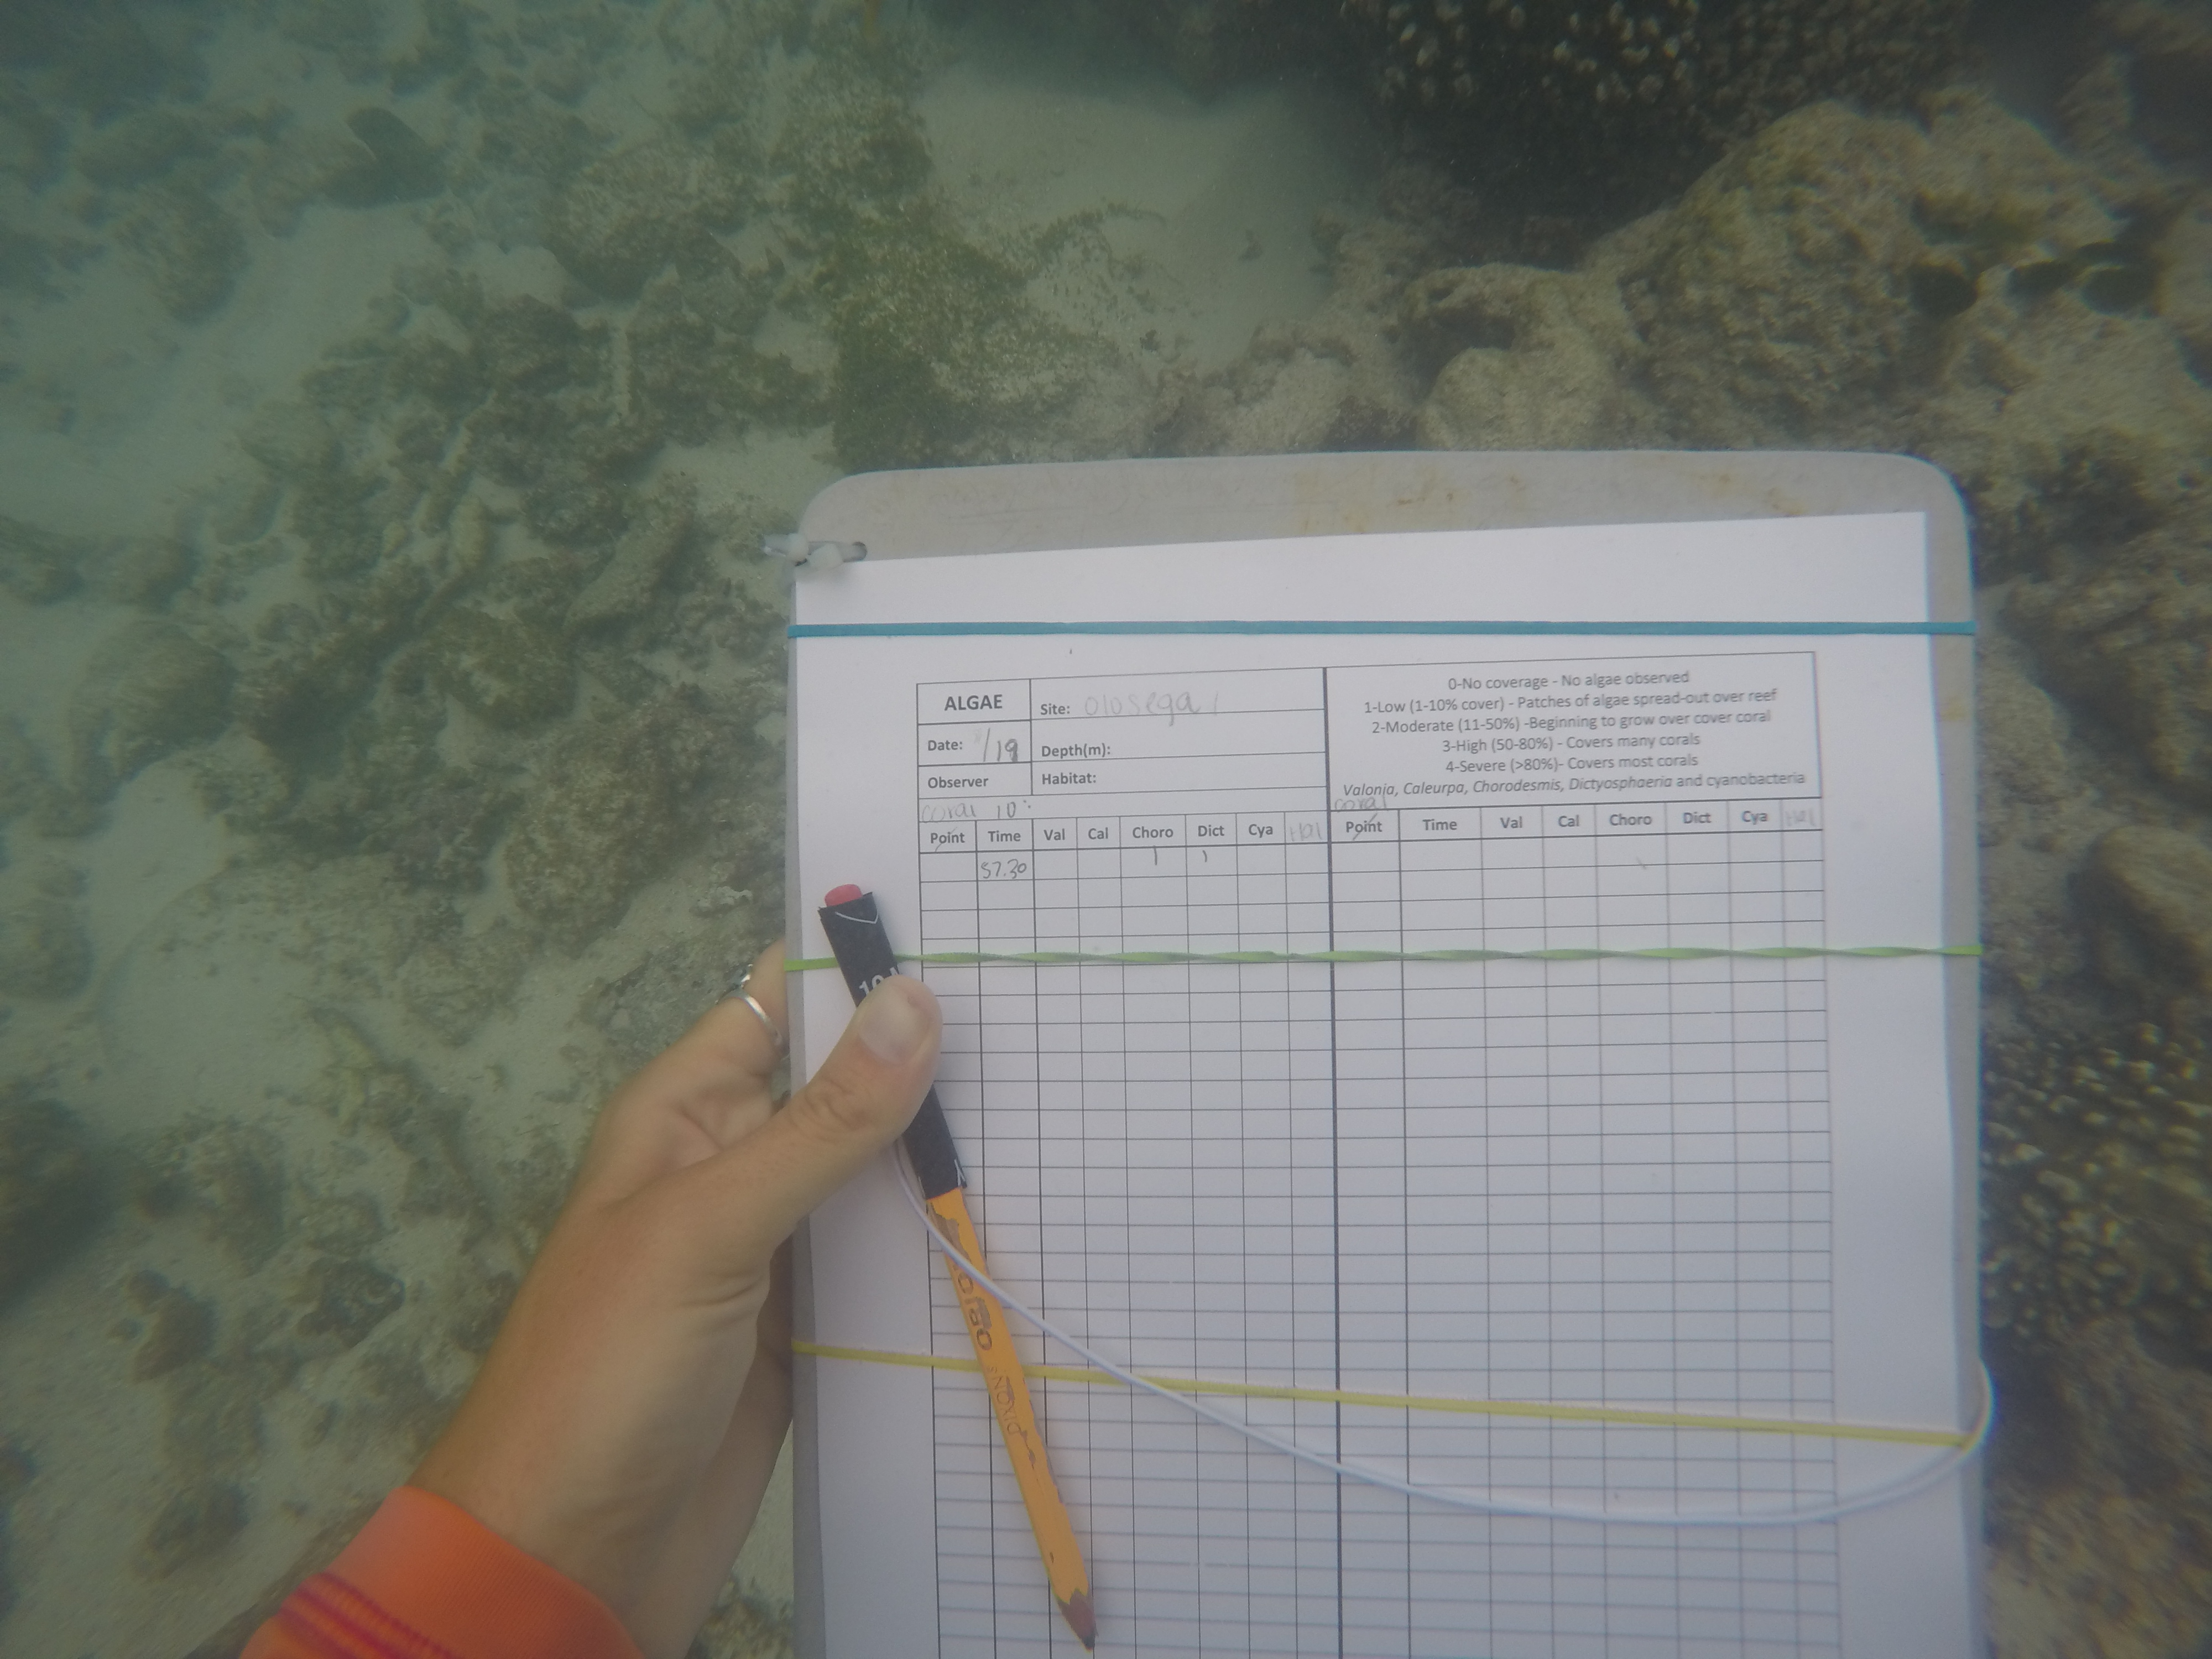 ALGAE
Site: Olosega 1
Date: /19
Depth(m):
Observer
Habitat:
0-No coverage - No algae observed
1-Low (1-10% cover) - Patches of algae spread-out over reef
2-Moderate (11-50%) -Beginning to grow over cover coral
3-High (50-80%) - Covers many corals
4-Severe (>80%)- Covers most corals
Valonia, Caleurpa, Chorodesmis, Dictyosphaeria and cyanobacteria
coral 10: coral
Point Time Val Cal Choro Dict Cya Hal Point Time Val Cal Choro Dict Cya Hal
57.30 1 1
10
DIXON